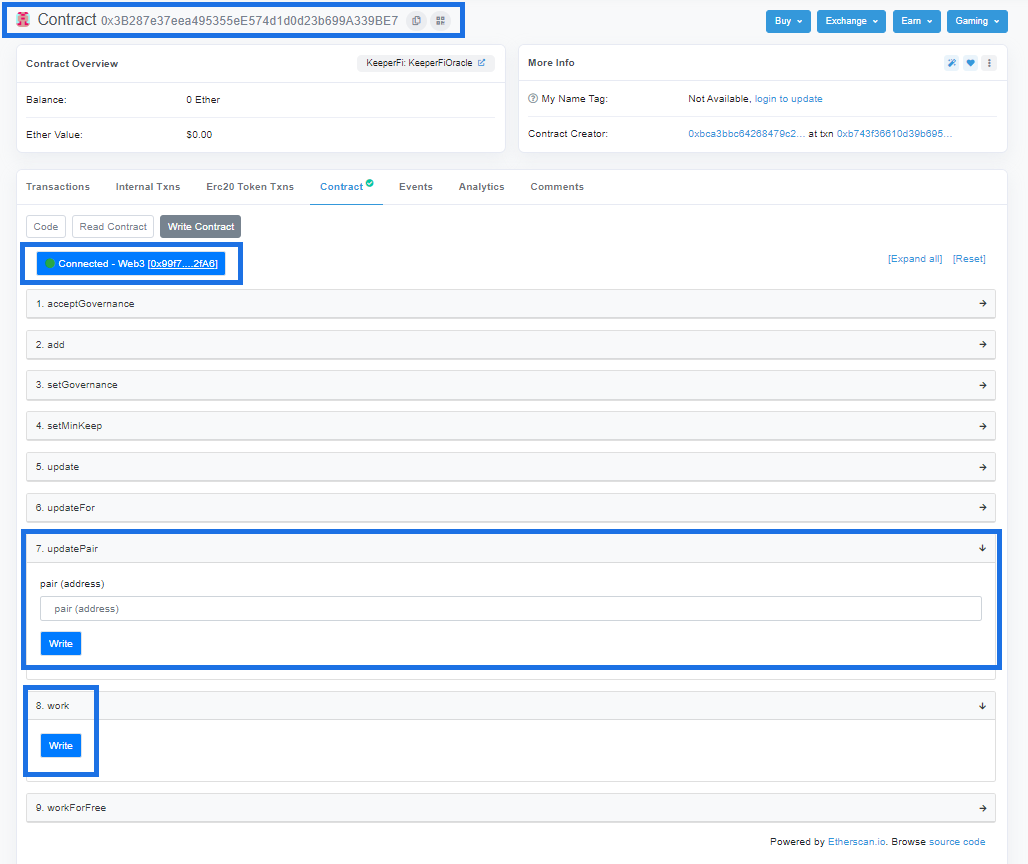 Contract 0x3B287e37eea495355eE574d1d0d23b699A339BE7
Buy Exchange Earn Gaming
Contract Overview KeeperFi: KeeperFiOracle
Balance: 0 Ether
Ether Value: $0.00
More Info
My Name Tag: Not Available, login to update
Contract Creator: 0xbca3bbc64268479c2... at txn 0xb743f36610d39b695...
Transactions Internal Txns Erc20 Token Txns Contract Events Analytics Comments
Code Read Contract Write Contract
Connected - Web3 [0x99f7....2fA6] [Expand all] [Reset]
1. acceptGovernance
2. add
3. setGovernance
4. setMinKeep
5. update
6. updateFor
7. updatePair
pair (address)
pair (address)
Write
8. work
Write
9. workForFree
Powered by Etherscan.io. Browse source code